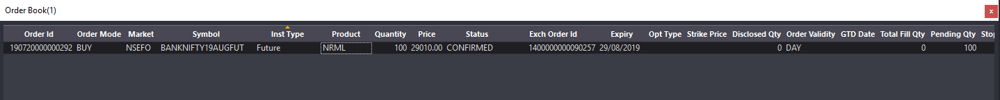 Order Book(1)
x
Order Id Order Mode Market Symbol Inst Type Product Quantity Price Status Exch Order Id Expiry Opt Type Strike Price Disclosed Qty Order Validity GTD Date Total Fill Qty Pending Qty Stop
190720000000292 BUY NSEFO BANKNIFTY19AUGFUT Future NRML 100 29010.00 CONFIRMED 1400000000090257 29/08/2019 0 DAY 0 100